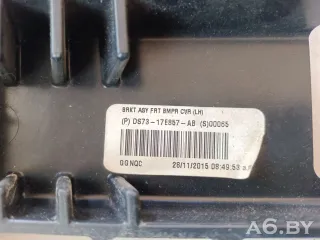 BRKT ASY FRT BMPR CVR (LH)
(P) DS73-17E857-AB (S)00065
GGNQC 26/11/2015 08:49:53 a.
A6.BY